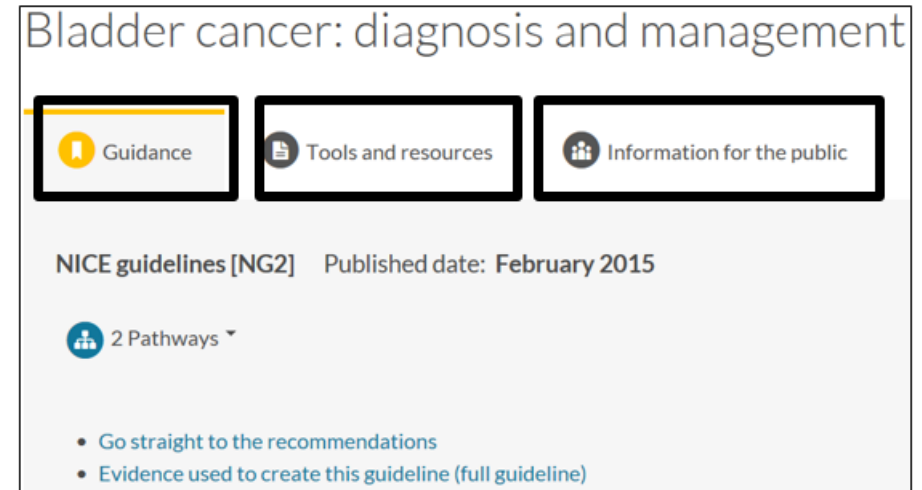 Bladder cancer: diagnosis and management
Guidance Tools and resources Information for the public
NICE guidelines [NG2] Published date: February 2015
2 Pathways
• Go straight to the recommendations
• Evidence used to create this guideline (full guideline)